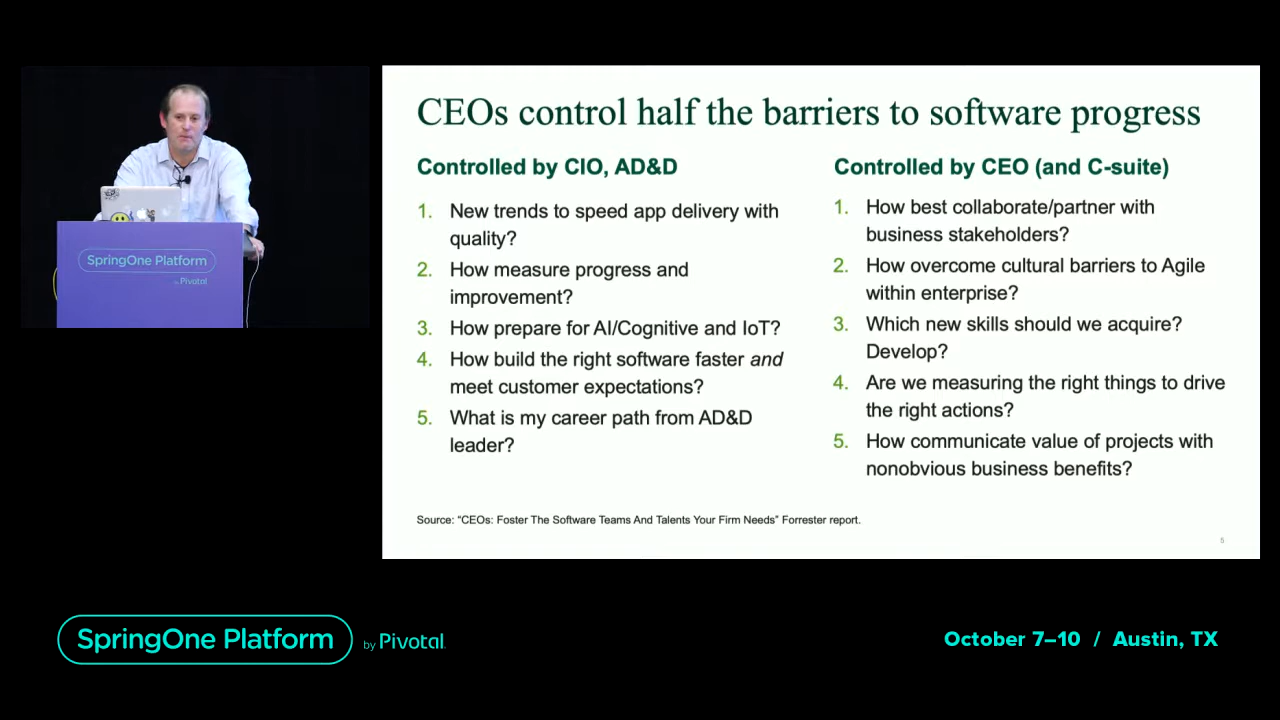 SpringOne Platform
by Pivotal
CEOs control half the barriers to software progress
Controlled by CIO, AD&D
1. New trends to speed app delivery with
quality?
2. How measure progress and
improvement?
3. How prepare for AI/Cognitive and IoT?
4. How build the right software faster and
meet customer expectations?
5. What is my career path from AD&D
leader?
Controlled by CEO (and C-suite)
1. How best collaborate/partner with
business stakeholders?
2. How overcome cultural barriers to Agile
within enterprise?
3. Which new skills should we acquire?
Develop?
4. Are we measuring the right things to drive
the right actions?
5. How communicate value of projects with
nonobvious business benefits?
Source: “CEOs: Foster The Software Teams And Talents Your Firm Needs” Forrester report.
5
SpringOne Platform by Pivotal.
October 7–10 / Austin, TX